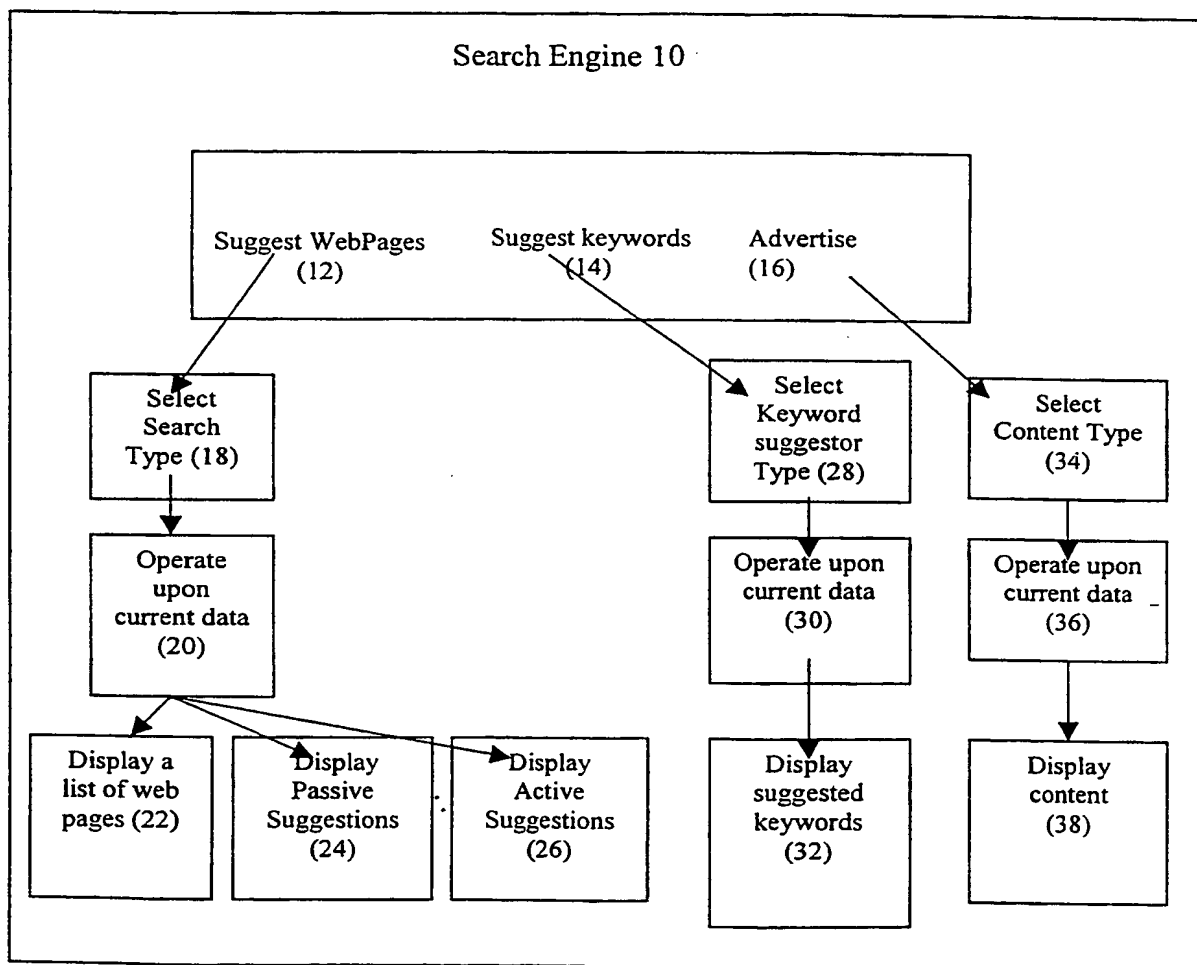 Search Engine 10
Suggest WebPages
(12)
Suggest keywords
(14)
Advertise
(16)
Select
Search
Type (18)
Select
Keyword
suggestor
Type (28)
Select
Content Type
(34)
Operate
upon
current data
(20)
Operate upon
current data
(30)
Operate upon
current data
(36)
Display a
list of web
pages (22)
Display
Passive
Suggestions
(24)
Display
Active
Suggestions
(26)
Display
suggested
keywords
(32)
Display
content
(38)